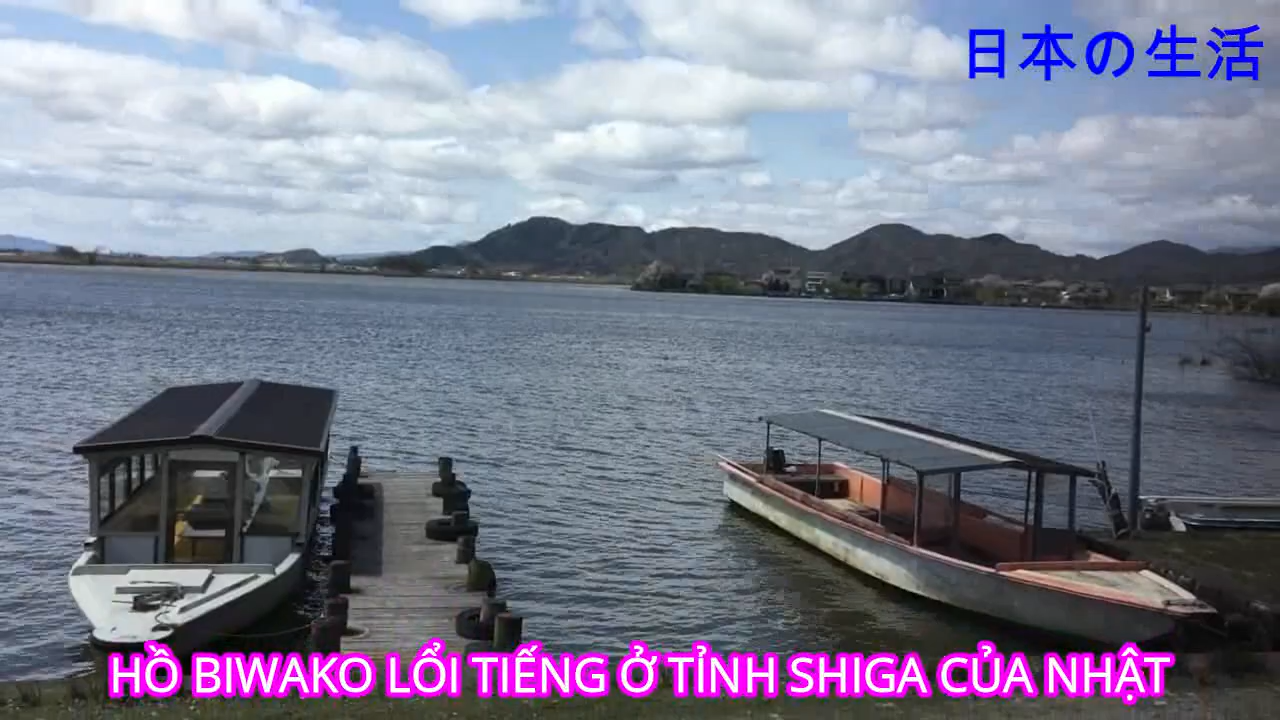 日本の生活
HỒ BIWAKO LỔI TIẾNG Ở TỈNH SHIGA CỦA NHẬT